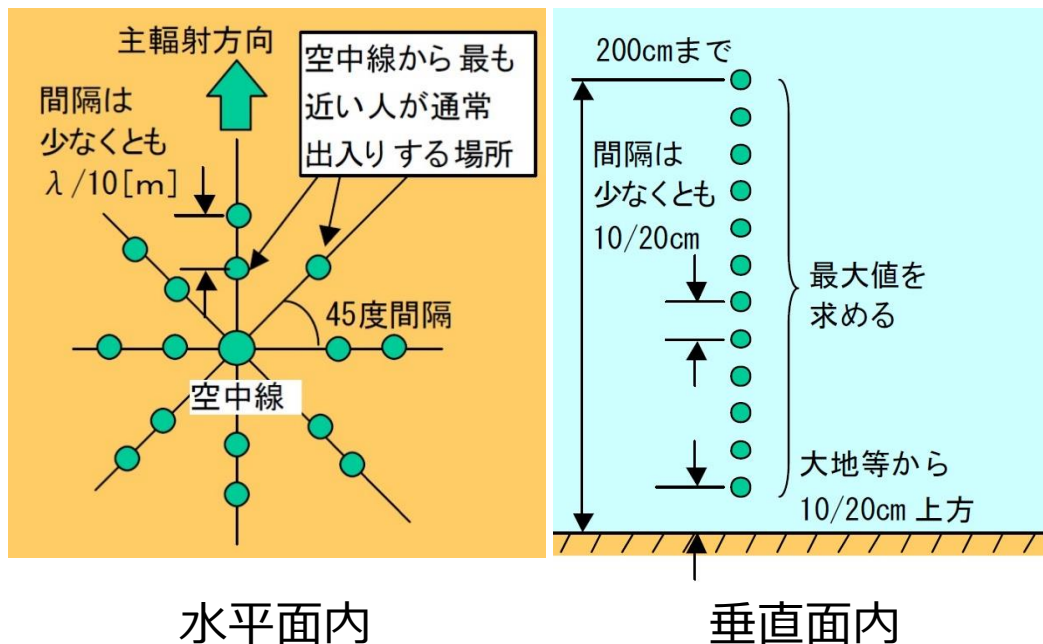 主輻射方向
間隔は
少なくとも
λ/10[m]
空中線から最も
近い人が通常
出入りする場所
45度間隔
空中線
水平面内
200cmまで
間隔は
少なくとも
10/20cm
最大値を
求める
大地等から
10/20cm上方
垂直面内